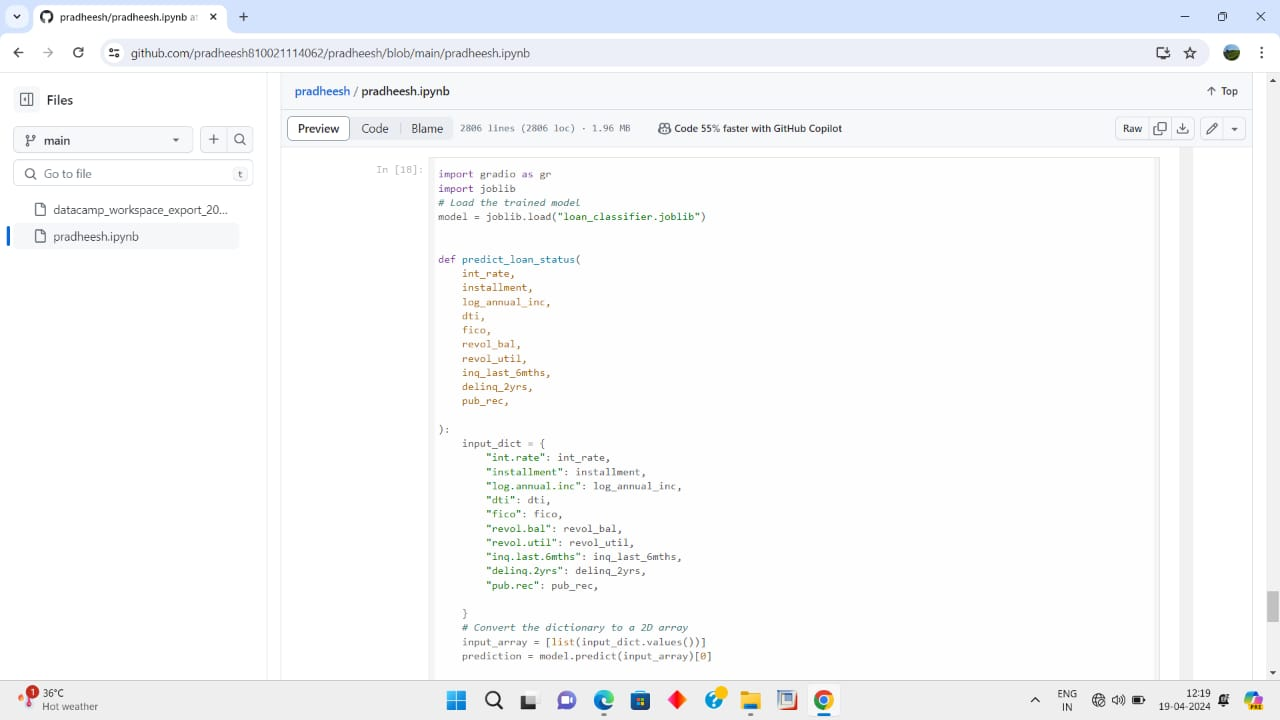 pradheesh/pradheesh.ipynb at
github.com/pradheesh810021114062/pradheesh/blob/main/pradheesh.ipynb
Files
main
Go to file
t
datacamp_workspace_export_20...
pradheesh.ipynb
pradheesh / pradheesh.ipynb
Top
Preview
Code
Blame
2806 lines (2806 loc) · 1.96 MB
Code 55% faster with GitHub Copilot
Raw
In [18]:
import gradio as gr
import joblib
# Load the trained model
model = joblib.load("loan_classifier.joblib")
def predict_loan_status(
    int_rate,
    installment,
    log_annual_inc,
    dti,
    fico,
    revol_bal,
    revol_util,
    inq_last_6mths,
    delinq_2yrs,
    pub_rec,
):
    input_dict = {
        "int.rate": int_rate,
        "installment": installment,
        "log.annual.inc": log_annual_inc,
        "dti": dti,
        "fico": fico,
        "revol.bal": revol_bal,
        "revol.util": revol_util,
        "inq.last.6mths": inq_last_6mths,
        "delinq.2yrs": delinq_2yrs,
        "pub.rec": pub_rec,
    }
    # Convert the dictionary to a 2D array
    input_array = [list(input_dict.values())]
    prediction = model.predict(input_array)[0]
1
36°C
Hot weather
ENG
IN
12:19
19-04-2024
PRE